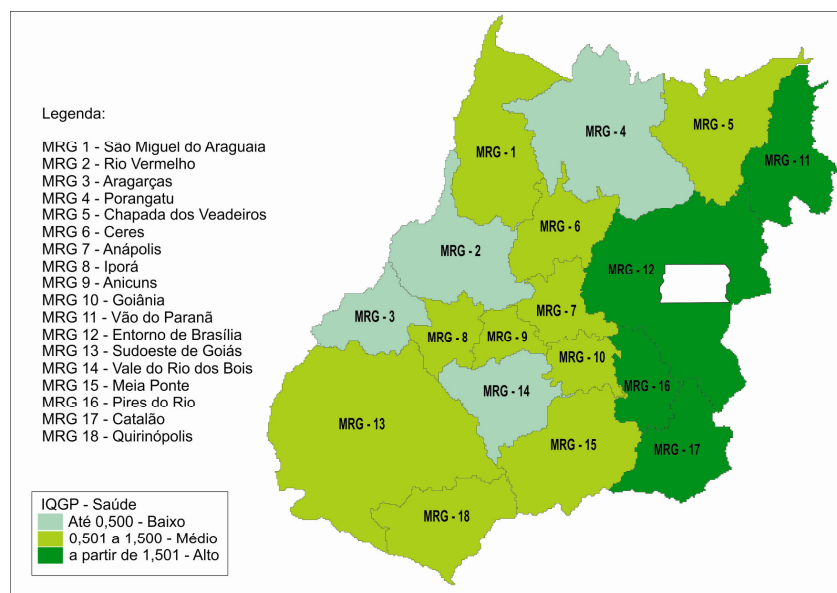 Legenda:
MRG 1 - São Miguel do Araguaia
MRG 2 - Rio Vermelho
MRG 3 - Aragarças
MRG 4 - Porangatu
MRG 5 - Chapada dos Veadeiros
MRG 6 - Ceres
MRG 7 - Anápolis
MRG 8 - Iporá
MRG 9 - Anicuns
MRG 10 - Goiânia
MRG 11 - Vão do Paranã
MRG 12 - Entorno de Brasília
MRG 13 - Sudoeste de Goiás
MRG 14 - Vale do Rio dos Bois
MRG 15 - Meia Ponte
MRG 16 - Pires do Rio
MRG 17 - Catalão
MRG 18 - Quirinópolis
IQGP - Saúde
Até 0,500 - Baixo
0,501 a 1,500 - Médio
a partir de 1,501 - Alto
MRG - 1
MRG - 4
MRG - 5
MRG - 11
MRG - 6
MRG - 2
MRG - 12
MRG - 3
MRG - 7
MRG - 8
MRG - 9
MRG - 10
MRG - 14
MRG - 16
MRG - 13
MRG - 15
MRG - 17
MRG - 18